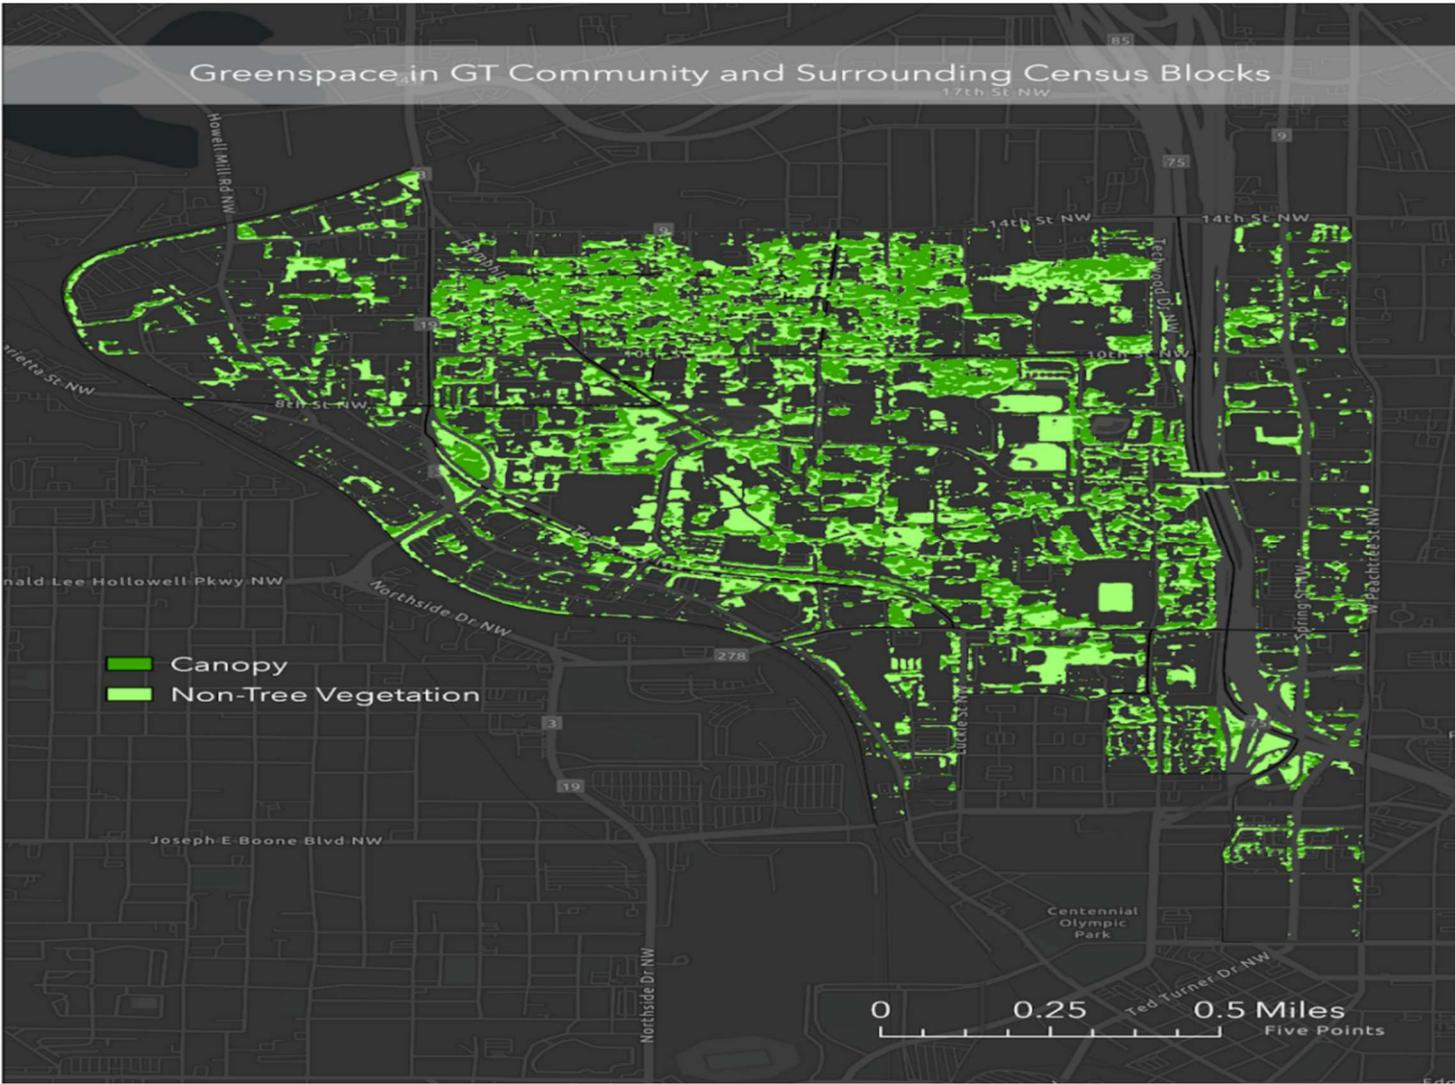 85
Greenspace in GT Community and Surrounding Census Blocks
17th St NW
Howell Mill Rd NW
9
75
3
14th St NW
14th St NW
9
Techwood Dr NW
19
10th St NW
10th St NW
8th St NW
W Peachtree St NW
Spring St NW
nald Lee Hollowell Pkwy NW
Northside Dr NW
278
Canopy
Non-Tree Vegetation
Luckie St NW
3
75
19
Joseph E Boone Blvd NW
Centennial
Olympic
Park
Northside Dr NW
Ted Turner Dr NW
0 0.25 0.5 Miles
Five Points